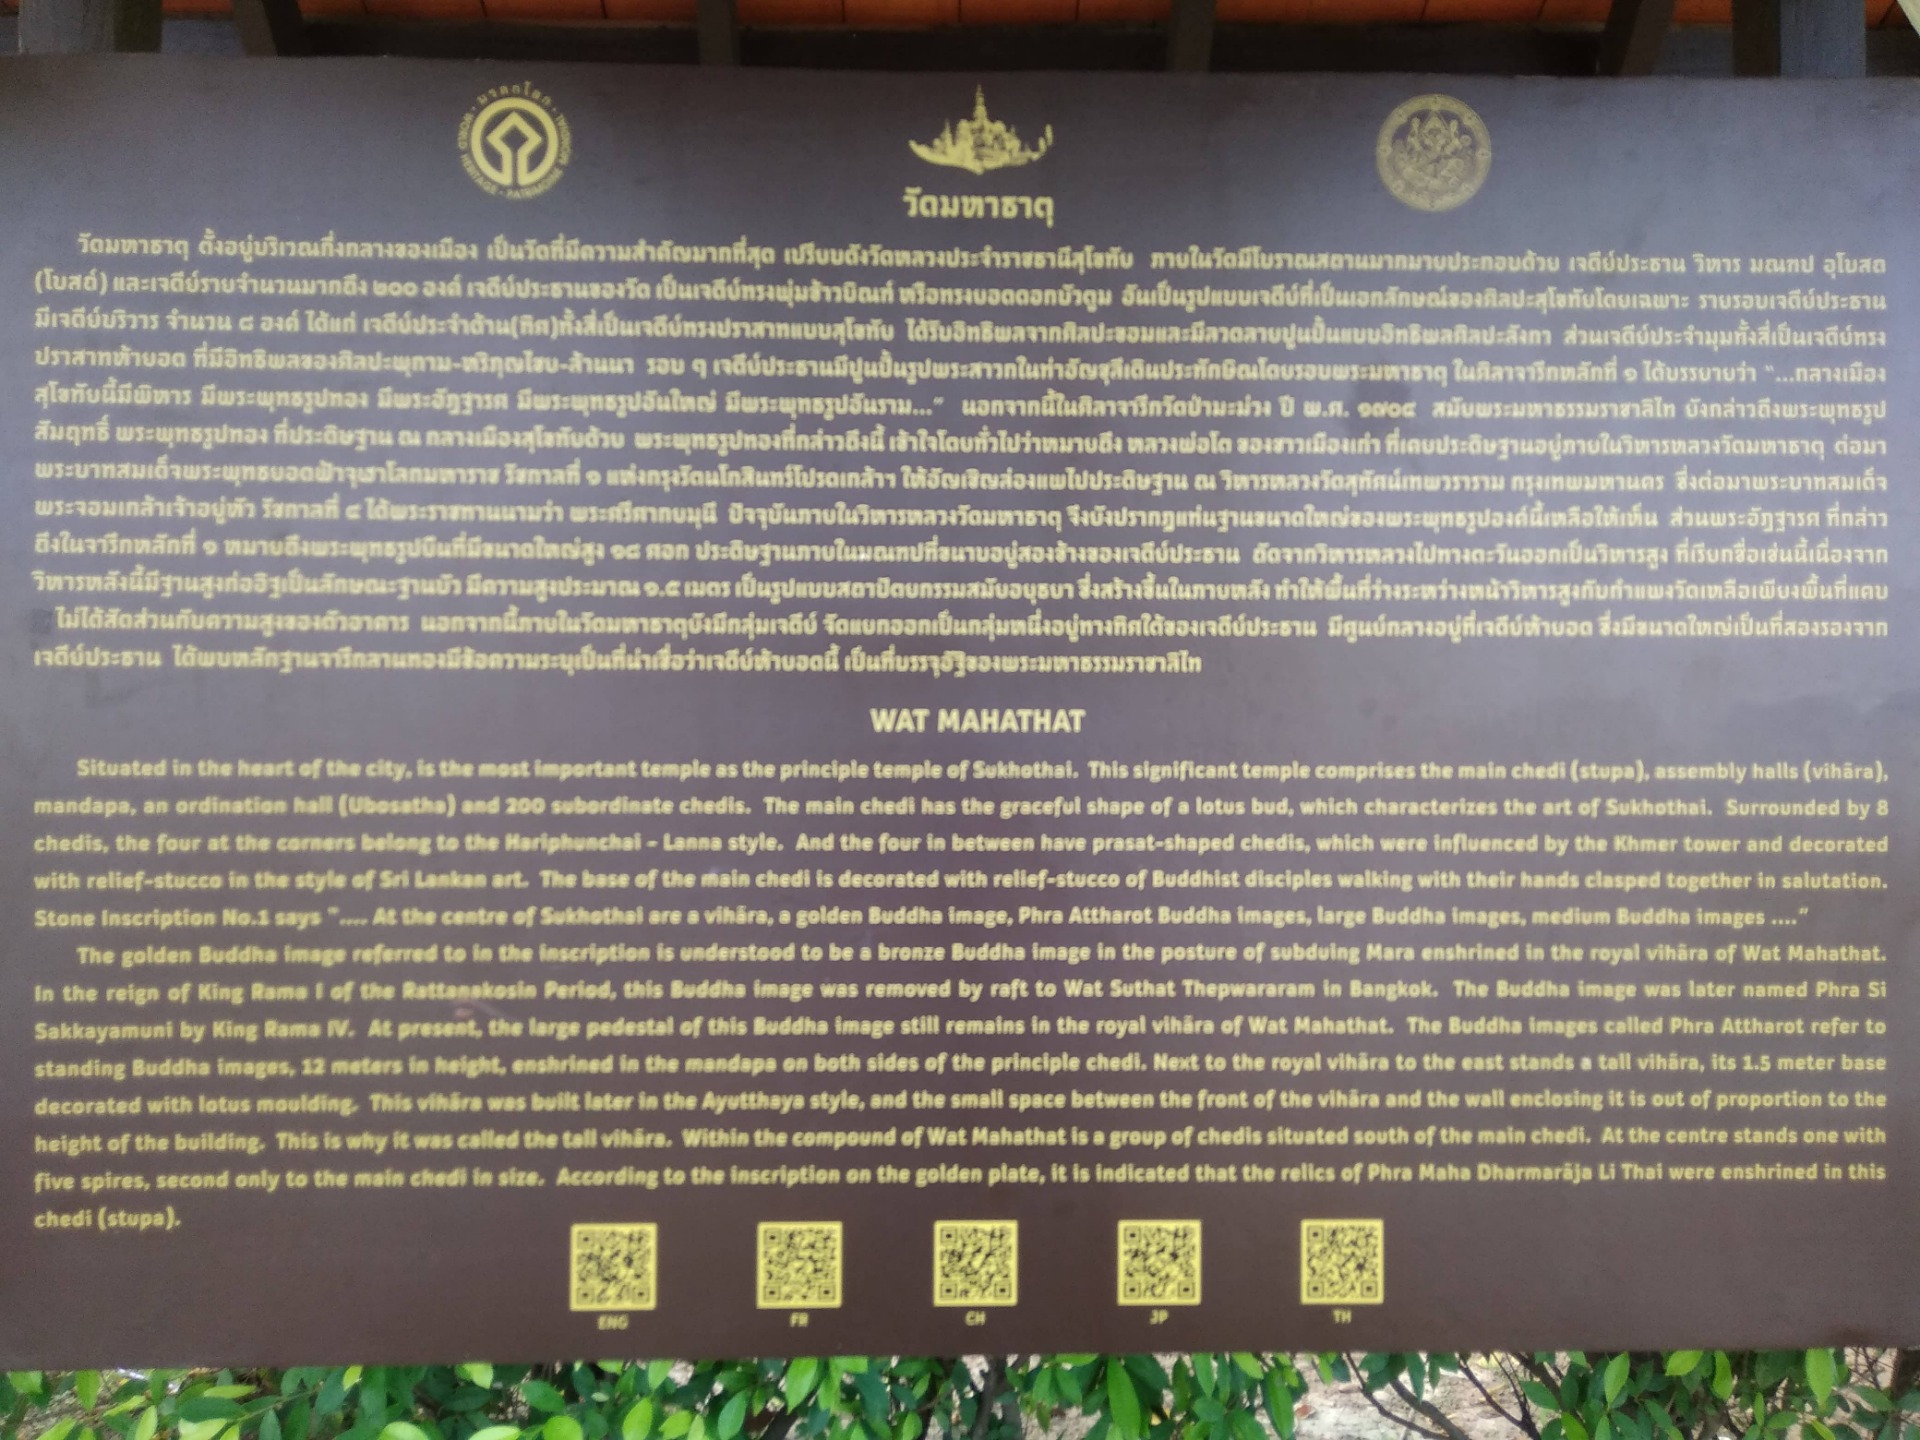 มรดกโลก
WORLD HERITAGE • PATRIMOINE MONDIAL
วัดมหาธาตุ
วัดมหาธาตุ ตั้งอยู่บริเวณกึ่งกลางของเมือง เป็นวัดที่มีความสำคัญมากที่สุด เปรียบดังวัดหลวงประจำราชธานีสุโขทัย ภายในวัดมีโบราณสถานมากมายประกอบด้วย เจดีย์ประธาน วิหาร มณฑป อุโบสถ
(โบสถ์) และเจดีย์รายจำนวนมากถึง ๒๐๐ องค์ เจดีย์ประธานของวัด เป็นเจดีย์ทรงพุ่มข้าวบิณฑ์ หรือทรงยอดดอกบัวตูม อันเป็นรูปแบบเจดีย์ที่เป็นเอกลักษณ์ของศิลปะสุโขทัยโดยเฉพาะ รายรอบเจดีย์ประธาน
มีเจดีย์บริวาร จำนวน ๘ องค์ ได้แก่ เจดีย์ประจำด้าน(ทิศ)ทั้งสี่เป็นเจดีย์ทรงปราสาทแบบสุโขทัย ได้รับอิทธิพลจากศิลปะขอมและมีลวดลายปูนปั้นแบบอิทธิพลศิลปะลังกา ส่วนเจดีย์ประจำมุมทั้งสี่เป็นเจดีย์ทรง
ปราสาทห้ายอด ที่มีอิทธิพลของศิลปะพุกาม-หริภุญไชย-ล้านนา รอบ ๆ เจดีย์ประธานมีปูนปั้นรูปพระสาวกในท่าอัญชุลีเดินประทักษิณโดยรอบพระมหาธาตุ ในศิลาจารึกหลักที่ ๑ ได้บรรยายว่า “...กลางเมือง
สุโขทัยนี้มีพิหาร มีพระพุทธรูปทอง มีพระอัฏฐารศ มีพระพุทธรูปอันใหญ่ มีพระพุทธรูปอันราม...” นอกจากนี้ในศิลาจารึกวัดป่ามะม่วง ปี พ.ศ. ๑๙๐๔ สมัยพระมหาธรรมราชาลิไท ยังกล่าวถึงพระพุทธรูป
สัมฤทธิ์ พระพุทธรูปทอง ที่ประดิษฐาน ณ กลางเมืองสุโขทัยด้วย พระพุทธรูปทองที่กล่าวถึงนี้ เข้าใจโดยทั่วไปว่าหมายถึง หลวงพ่อโต ของชาวเมืองเก่า ที่เคยประดิษฐานอยู่ภายในวิหารหลวงวัดมหาธาตุ ต่อมา
พระบาทสมเด็จพระพุทธยอดฟ้าจุฬาโลกมหาราช รัชกาลที่ ๑ แห่งกรุงรัตนโกสินทร์โปรดเกล้าฯ ให้อัญเชิญล่องแพไปประดิษฐาน ณ วิหารหลวงวัดสุทัศน์เทพวราราม กรุงเทพมหานคร ซึ่งต่อมาพระบาทสมเด็จ
พระจอมเกล้าเจ้าอยู่หัว รัชกาลที่ ๔ ได้พระราชทานนามว่า พระศรีศากยมุนี ปัจจุบันภายในวิหารหลวงวัดมหาธาตุ จึงยังปรากฏแท่นฐานขนาดใหญ่ของพระพุทธรูปองค์นี้เหลือให้เห็น ส่วนพระอัฏฐารศ ที่กล่าว
ถึงในจารึกหลักที่ ๑ หมายถึงพระพุทธรูปยืนที่มีขนาดใหญ่สูง ๑๘ ศอก ประดิษฐานภายในมณฑปที่ขนาบอยู่สองข้างของเจดีย์ประธาน ถัดจากวิหารหลวงไปทางตะวันออกเป็นวิหารสูง ที่เรียกชื่อเช่นนี้เนื่องจาก
วิหารหลังนี้มีฐานสูงก่ออิฐเป็นลักษณะฐานบัว มีความสูงประมาณ ๑.๕ เมตร เป็นรูปแบบสถาปัตยกรรมสมัยอยุธยา ซึ่งสร้างขึ้นในภายหลัง ทำให้พื้นที่ว่างระหว่างหน้าวิหารสูงกับกำแพงวัดเหลือเพียงพื้นที่แคบ
ไม่ได้สัดส่วนกับความสูงของตัวอาคาร นอกจากนี้ภายในวัดมหาธาตุยังมีกลุ่มเจดีย์ จัดแยกออกเป็นกลุ่มหนึ่งอยู่ทางทิศใต้ของเจดีย์ประธาน มีศูนย์กลางอยู่ที่เจดีย์ห้ายอด ซึ่งมีขนาดใหญ่เป็นที่สองรองจาก
เจดีย์ประธาน ได้พบหลักฐานจารึกลานทองมีข้อความระบุเป็นที่น่าเชื่อว่าเจดีย์ห้ายอดนี้ เป็นที่บรรจุอัฐิของพระมหาธรรมราชาลิไท
WAT MAHATHAT
Situated in the heart of the city, is the most important temple as the principle temple of Sukhothai. This significant temple comprises the main chedi (stupa), assembly halls (vihāra),
mandapa, an ordination hall (Ubosatha) and 200 subordinate chedis. The main chedi has the graceful shape of a lotus bud, which characterizes the art of Sukhothai. Surrounded by 8
chedis, the four at the corners belong to the Hariphunchai - Lanna style. And the four in between have prasat-shaped chedis, which were influenced by the Khmer tower and decorated
with relief-stucco in the style of Sri Lankan art. The base of the main chedi is decorated with relief-stucco of Buddhist disciples walking with their hands clasped together in salutation.
Stone Inscription No.1 says ".... At the centre of Sukhothai are a vihāra, a golden Buddha image, Phra Attharot Buddha images, large Buddha images, medium Buddha images ...."
The golden Buddha image referred to in the inscription is understood to be a bronze Buddha image in the posture of subduing Mara enshrined in the royal vihāra of Wat Mahathat.
In the reign of King Rama I of the Rattanakosin Period, this Buddha image was removed by raft to Wat Suthat Thepwararam in Bangkok. The Buddha image was later named Phra Si
Sakkayamuni by King Rama IV. At present, the large pedestal of this Buddha image still remains in the royal vihāra of Wat Mahathat. The Buddha images called Phra Attharot refer to
standing Buddha images, 12 meters in height, enshrined in the mandapa on both sides of the principle chedi. Next to the royal vihāra to the east stands a tall vihāra, its 1.5 meter base
decorated with lotus moulding. This vihāra was built later in the Ayutthaya style, and the small space between the front of the vihāra and the wall enclosing it is out of proportion to the
height of the building. This is why it was called the tall vihāra. Within the compound of Wat Mahathat is a group of chedis situated south of the main chedi. At the centre stands one with
five spires, second only to the main chedi in size. According to the inscription on the golden plate, it is indicated that the relics of Phra Maha Dharmarāja Li Thai were enshrined in this
chedi (stupa).
ENG FR CH JP TH